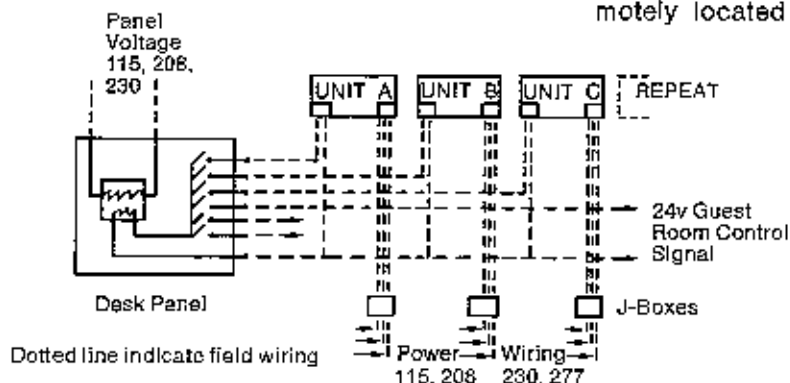 motely located
Panel
Voltage
115, 208,
230
UNIT A
UNIT B
UNIT C
REPEAT
24v Guest
Room Control
Signal
Desk Panel
J-Boxes
Dotted line indicate field wiring
Power Wiring
115, 208 230, 277